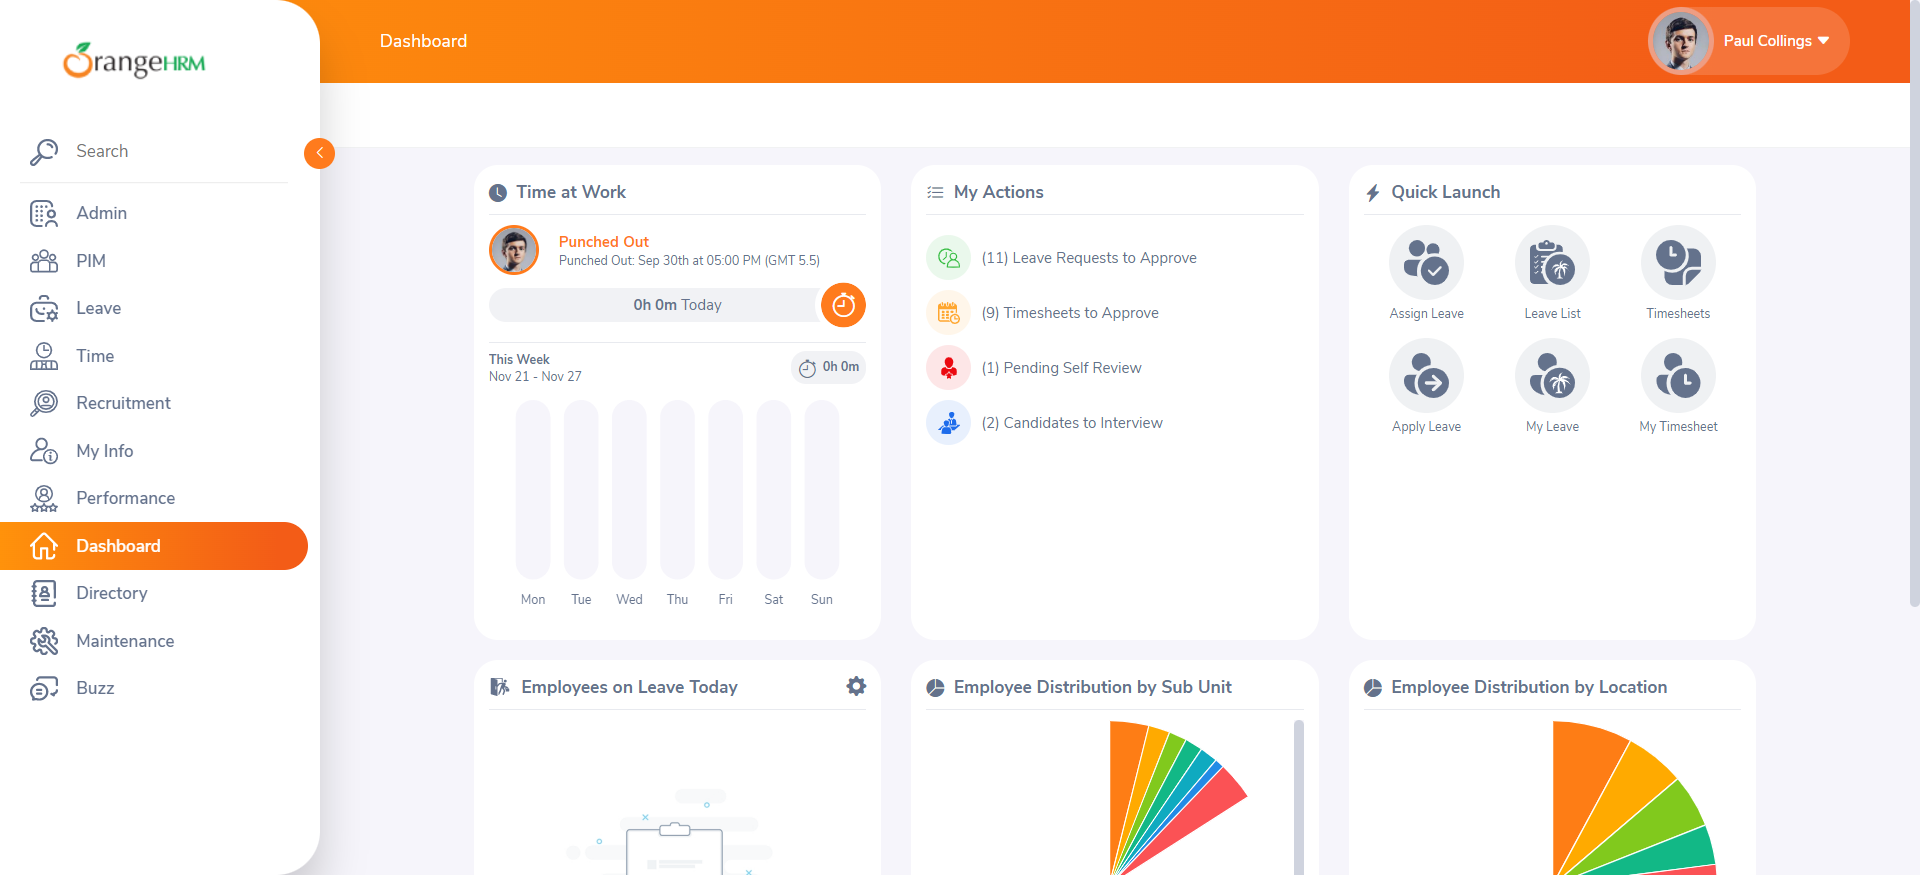 OrangeHRM
Dashboard
Paul Collings
Search
Admin
PIM
Leave
Time
Recruitment
My Info
Performance
Dashboard
Directory
Maintenance
Buzz
Time at Work
Punched Out
Punched Out: Sep 30th at 05:00 PM (GMT 5.5)
0h 0m Today
This Week
Nov 21 - Nov 27
0h 0m
Mon Tue Wed Thu Fri Sat Sun
My Actions
(11) Leave Requests to Approve
(9) Timesheets to Approve
(1) Pending Self Review
(2) Candidates to Interview
Quick Launch
Assign Leave Leave List Timesheets
Apply Leave My Leave My Timesheet
Employees on Leave Today
Employee Distribution by Sub Unit
Employee Distribution by Location